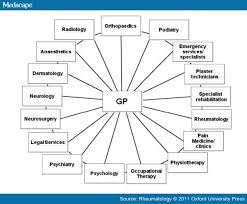 Medscape
Orthopaedics
Radiology
Podiatry
Anaesthetics
Emergency
services/
specialists
Dermatology
Plaster
technicians
Neurology
Specialist
rehabilitation
GP
Neurosurgery
Rheumatology
Legal Services
Pain
Medicine/
clinics
Psychiatry
Physiotherapy
Psychology
Occupational
Therapy
Source: Rheumatology © 2011 Oxford University Press